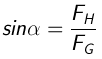 sinα = F_H / F_G